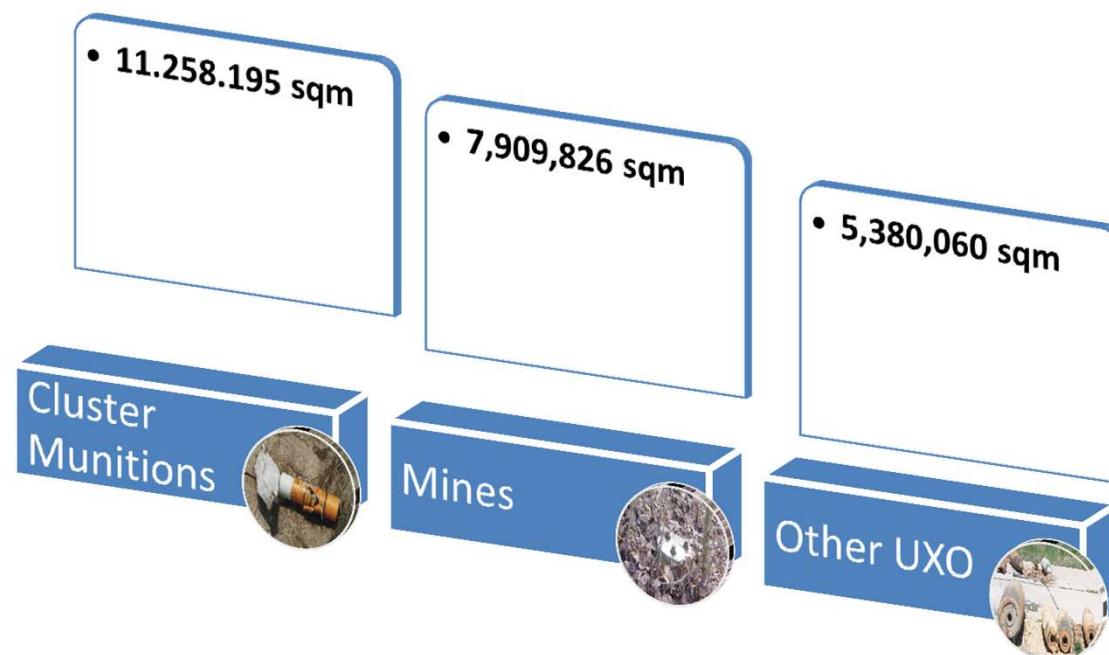 • 11.258.195 sqm
Cluster
Munitions
• 7,909,826 sqm
Mines
• 5,380,060 sqm
Other UXO